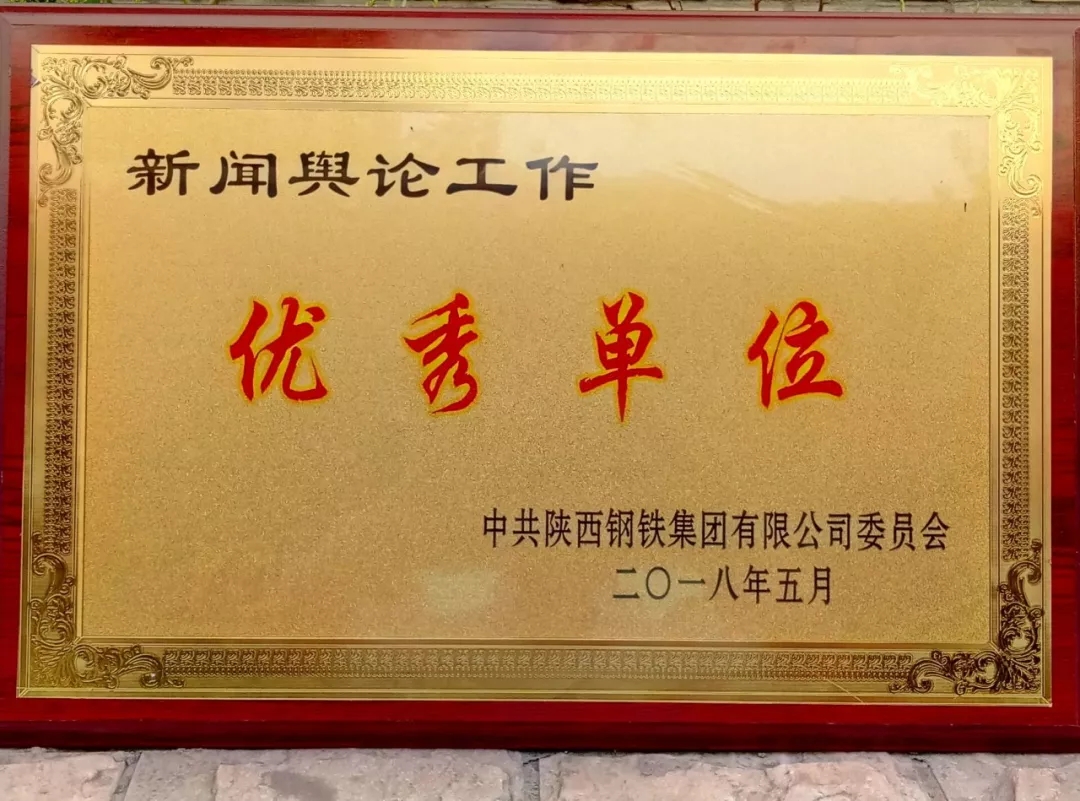 新闻舆论工作
优秀单位
中共陕西钢铁集团有限公司委员会
二〇一八年五月